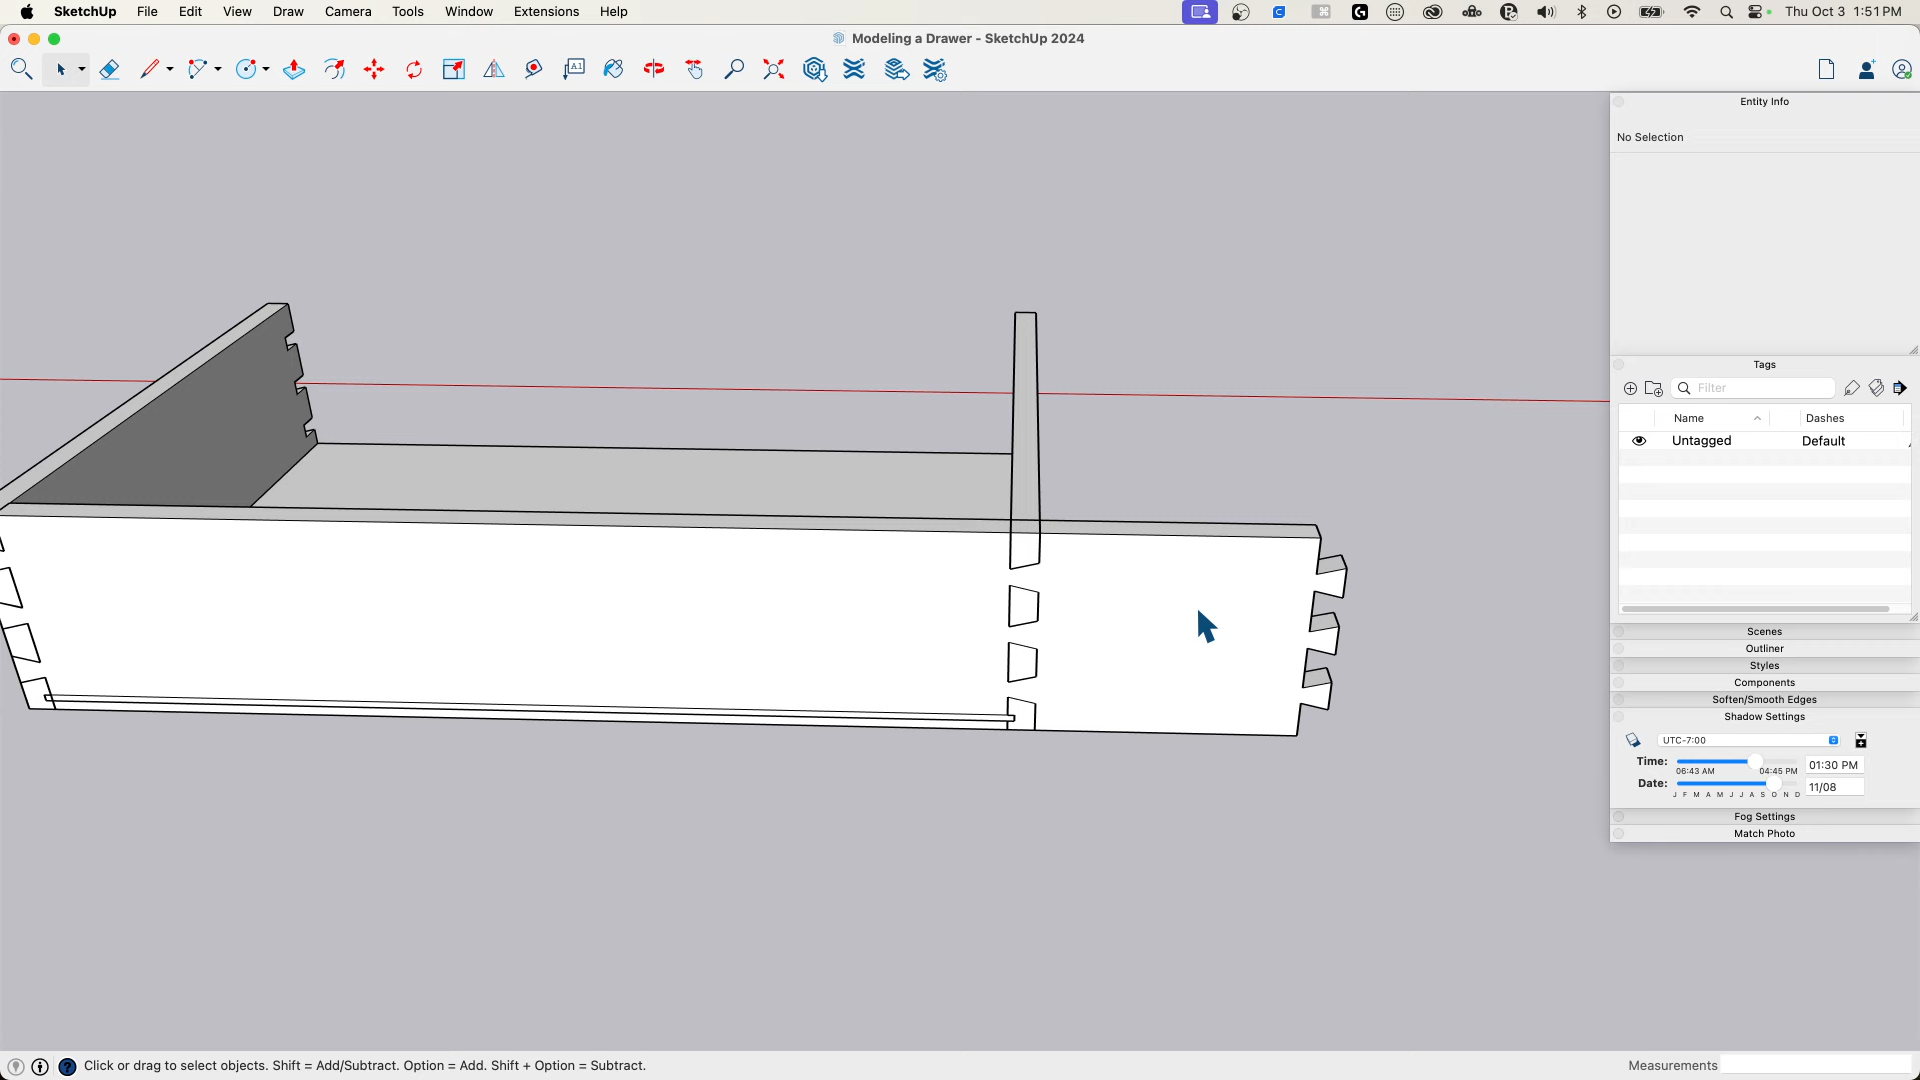 SketchUp File Edit View Draw Camera Tools Window Extensions Help Thu Oct 3 1:51 PM
Modeling a Drawer - SketchUp 2024
A1
Entity Info
No Selection
Tags
Filter
Name Dashes
Untagged Default
Scenes
Outliner
Styles
Components
Soften/Smooth Edges
Shadow Settings
UTC-7:00
Time: 06:43 AM 04:45 PM 01:30 PM
Date: J F M A M J J A S O N D 11/08
Fog Settings
Match Photo
Click or drag to select objects. Shift = Add/Subtract. Option = Add. Shift + Option = Subtract.
Measurements